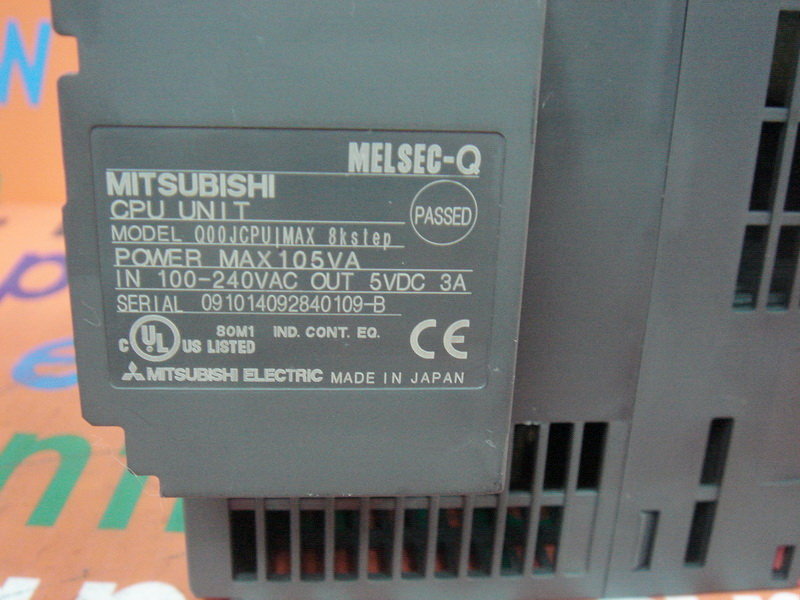 MELSEC-Q
MITSUBISHI
CPU UNIT
PASSED
MODEL Q00JCPU|MAX 8kstep
POWER MAX105VA
IN 100-240VAC OUT 5VDC 3A
SERIAL 091014092840109-B
C UL US LISTED 80M1 IND. CONT. EQ. CE
MITSUBISHI ELECTRIC MADE IN JAPAN